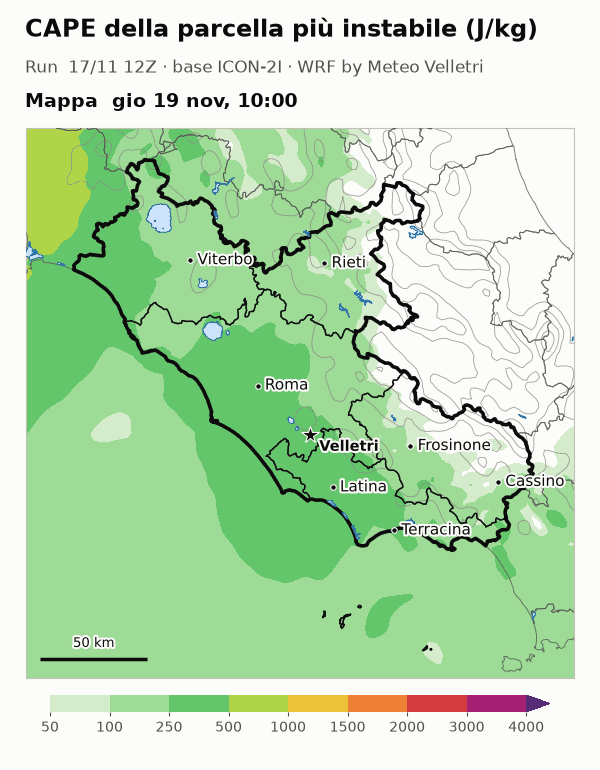 CAPE della parcella più instabile (J/kg)
Run  17/11 12Z · base ICON-2I · WRF by Meteo Velletri
Mappa  gio 19 nov, 10:00
Viterbo
Rieti
Roma
Velletri
Frosinone
Cassino
Latina
Terracina
50 km
50 100 250 500 1000 1500 2000 3000 4000